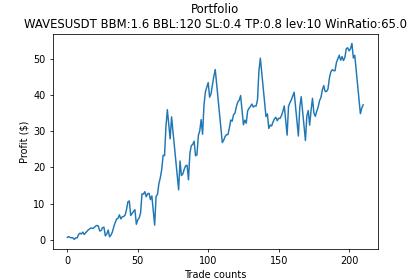 Portfolio
WAVESUSDT BBM:1.6 BBL:120 SL:0.4 TP:0.8 lev:10 WinRatio:65.0
50
40
30
20
10
0
Profit ($)
0
50
100
150
200
Trade counts